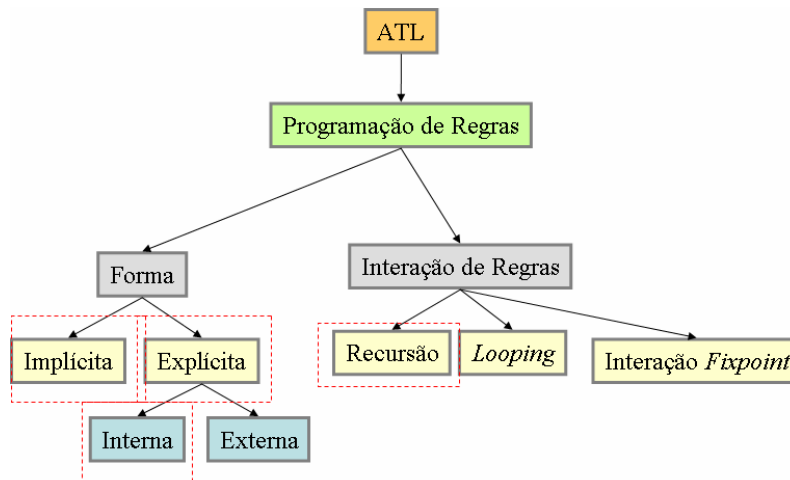 ATL
Programação de Regras
Forma
Interação de Regras
Implícita
Explícita
Recursão
Looping
Interação Fixpoint
Interna
Externa